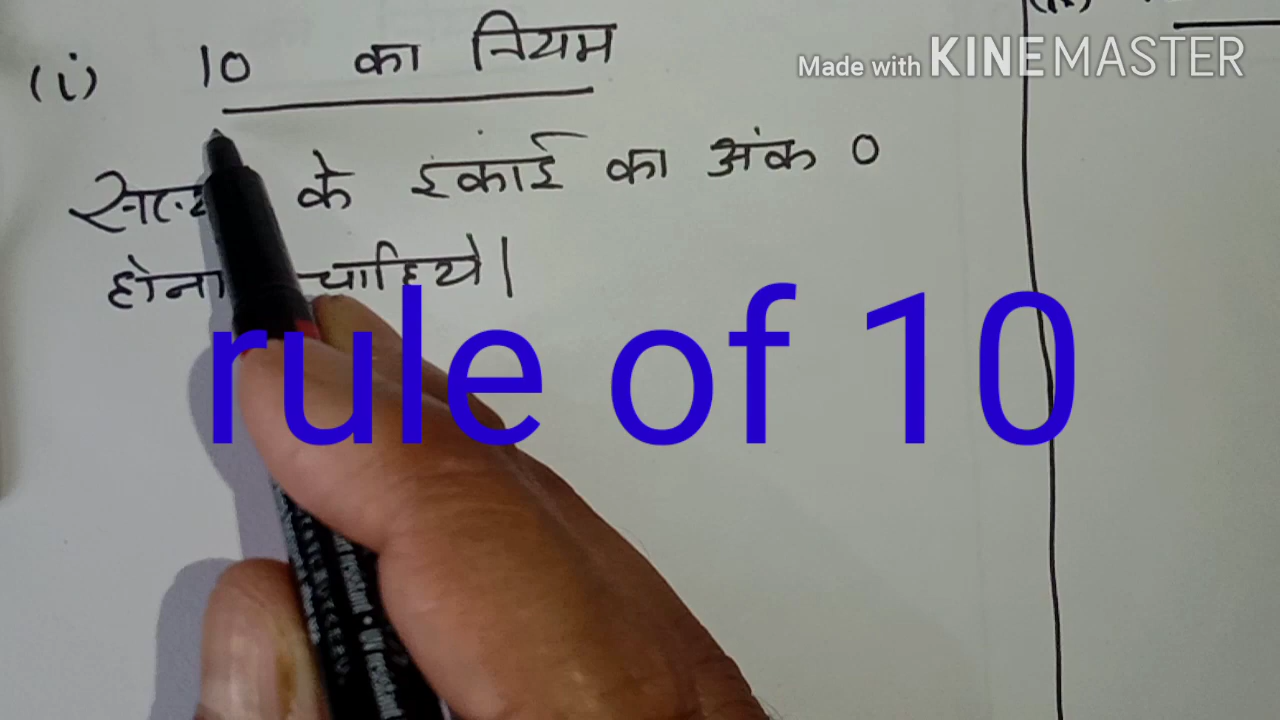 (i) 10 का नियम
Made with KINEMASTER
के इकाई का अंक 0
होना चाहिये।
rule of 10